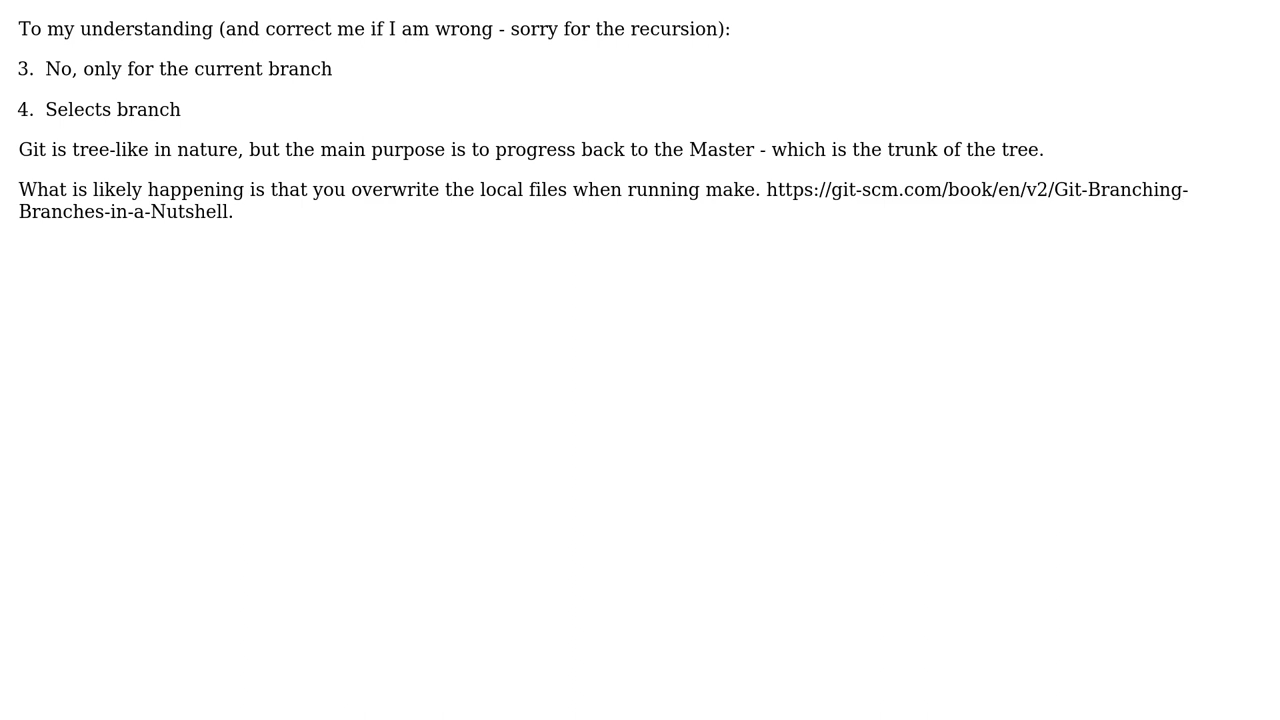 To my understanding (and correct me if I am wrong - sorry for the recursion):
3. No, only for the current branch
4. Selects branch
Git is tree-like in nature, but the main purpose is to progress back to the Master - which is the trunk of the tree.
What is likely happening is that you overwrite the local files when running make. https://git-scm.com/book/en/v2/Git-Branching-
Branches-in-a-Nutshell.